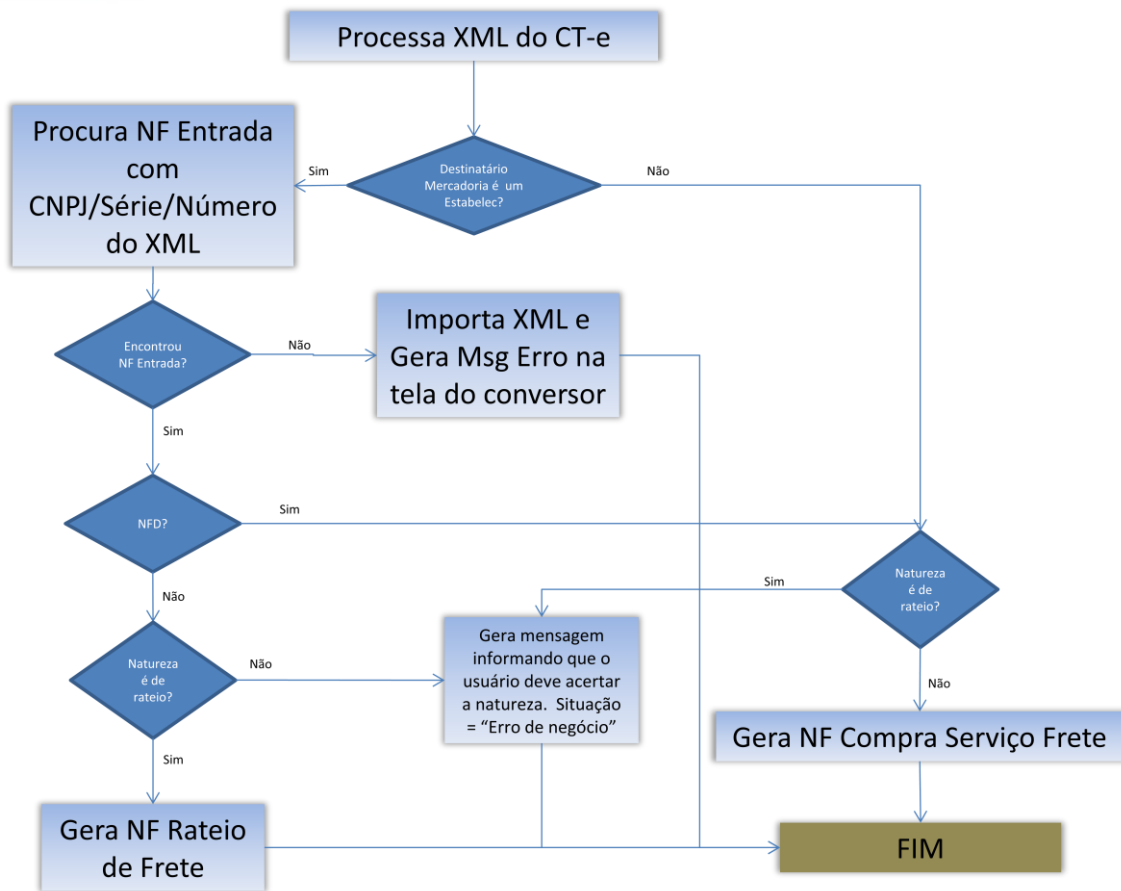 Processa XML do CT-e
Procura NF Entrada
com
CNPJ/Série/Número
do XML
Sim
Destinatário
Mercadoria é um
Estabelec?
Não
Encontrou
NF Entrada?
Não
Importa XML e
Gera Msg Erro na
tela do conversor
Sim
NFD?
Sim
Não
Natureza
é de
rateio?
Sim
Natureza
é de
rateio?
Não
Gera mensagem
informando que o
usuário deve acertar
a natureza. Situação
= “Erro de negócio”
Não
Gera NF Compra Serviço Frete
Sim
Gera NF Rateio
de Frete
FIM